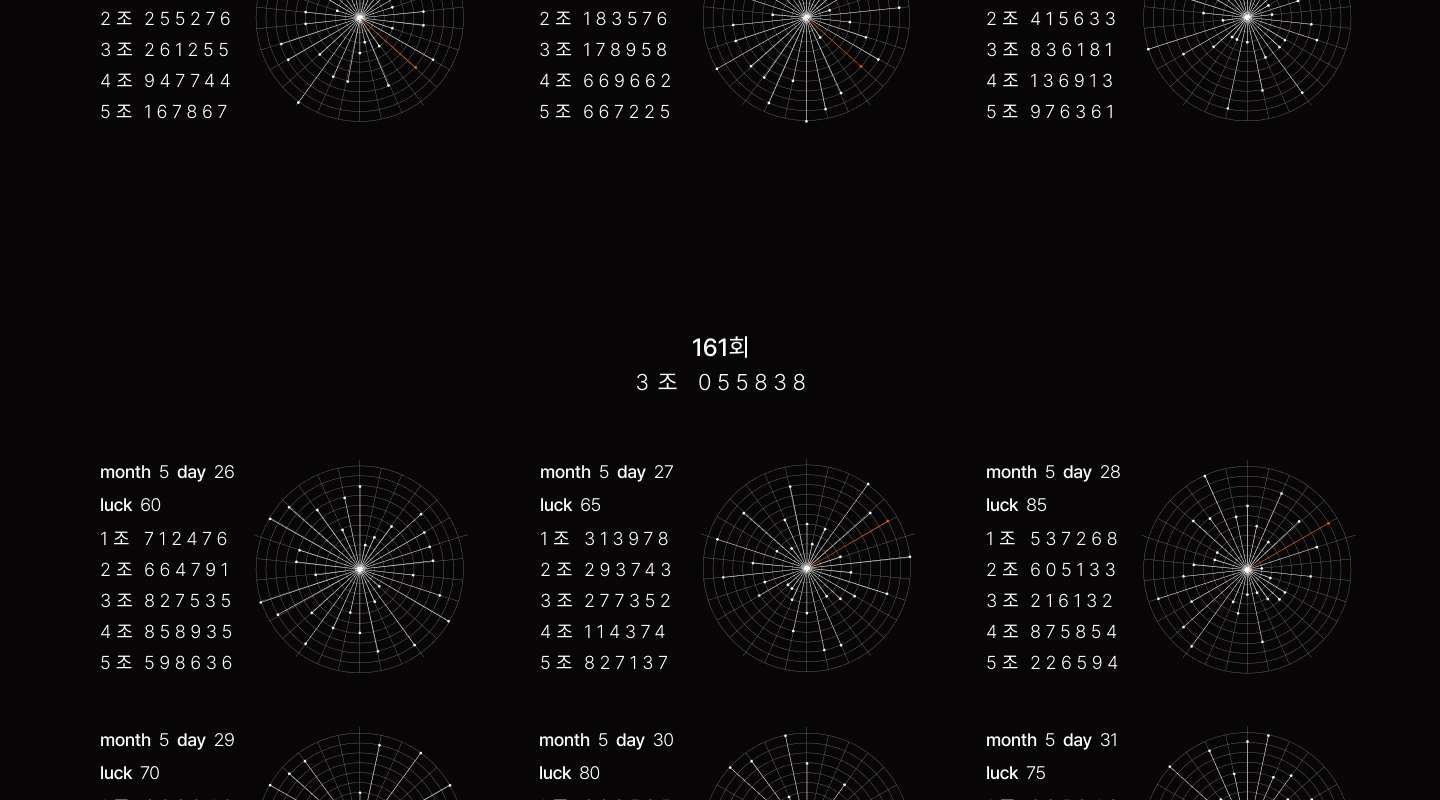 2조 255276
3조 261255
4조 947744
5조 167867
2조 183576
3조 178958
4조 669662
5조 667225
2조 415633
3조 836181
4조 136913
5조 976361
161회
3 조 055838
month 5 day 26
luck 60
1조 712476
2조 664791
3조 827535
4조 858935
5조 598636
month 5 day 27
luck 65
1조 313978
2조 293743
3조 277352
4조 114374
5조 827137
month 5 day 28
luck 85
1조 537268
2조 605133
3조 216132
4조 875854
5조 226594
month 5 day 29
luck 70
month 5 day 30
luck 80
month 5 day 31
luck 75